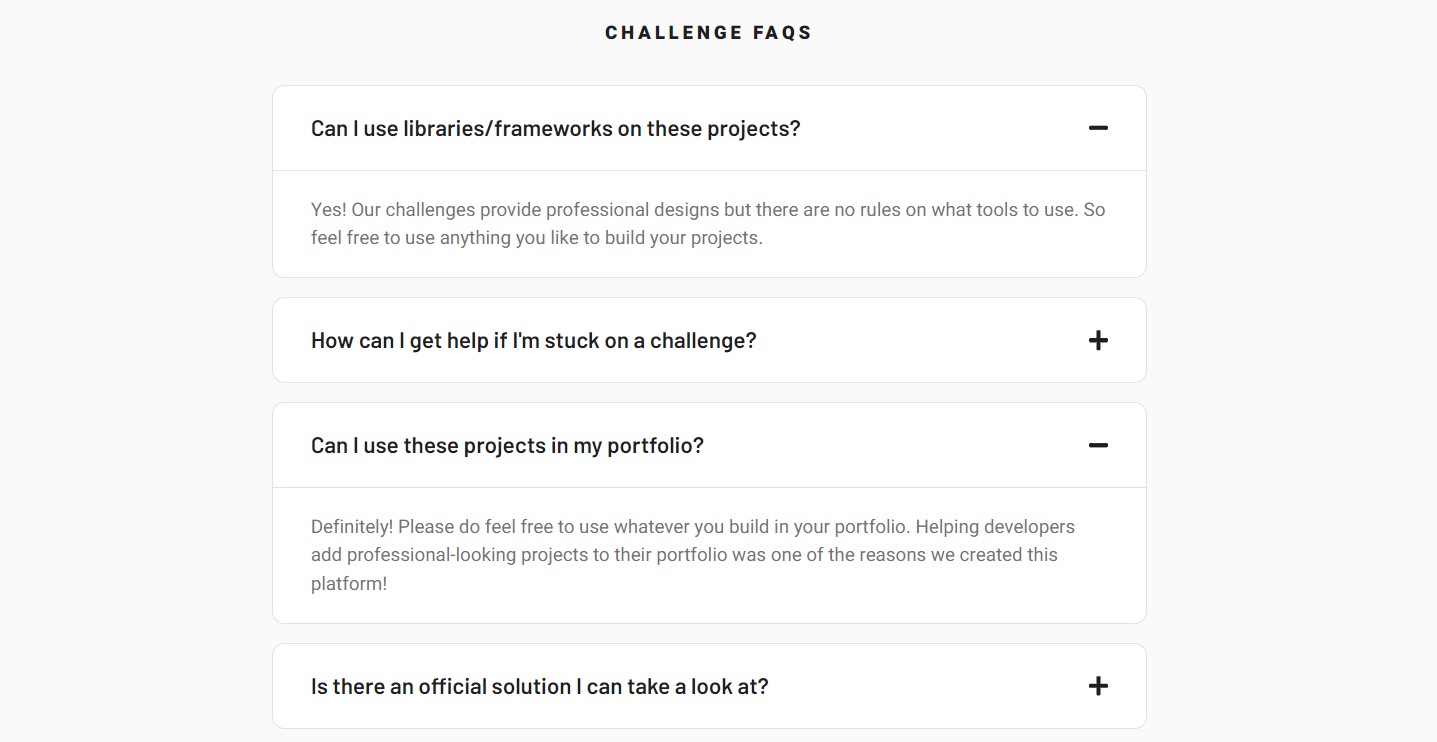 CHALLENGE FAQS
Can I use libraries/frameworks on these projects?
Yes! Our challenges provide professional designs but there are no rules on what tools to use. So
feel free to use anything you like to build your projects.
How can I get help if I'm stuck on a challenge?
Can I use these projects in my portfolio?
Definitely! Please do feel free to use whatever you build in your portfolio. Helping developers
add professional-looking projects to their portfolio was one of the reasons we created this
platform!
Is there an official solution I can take a look at?